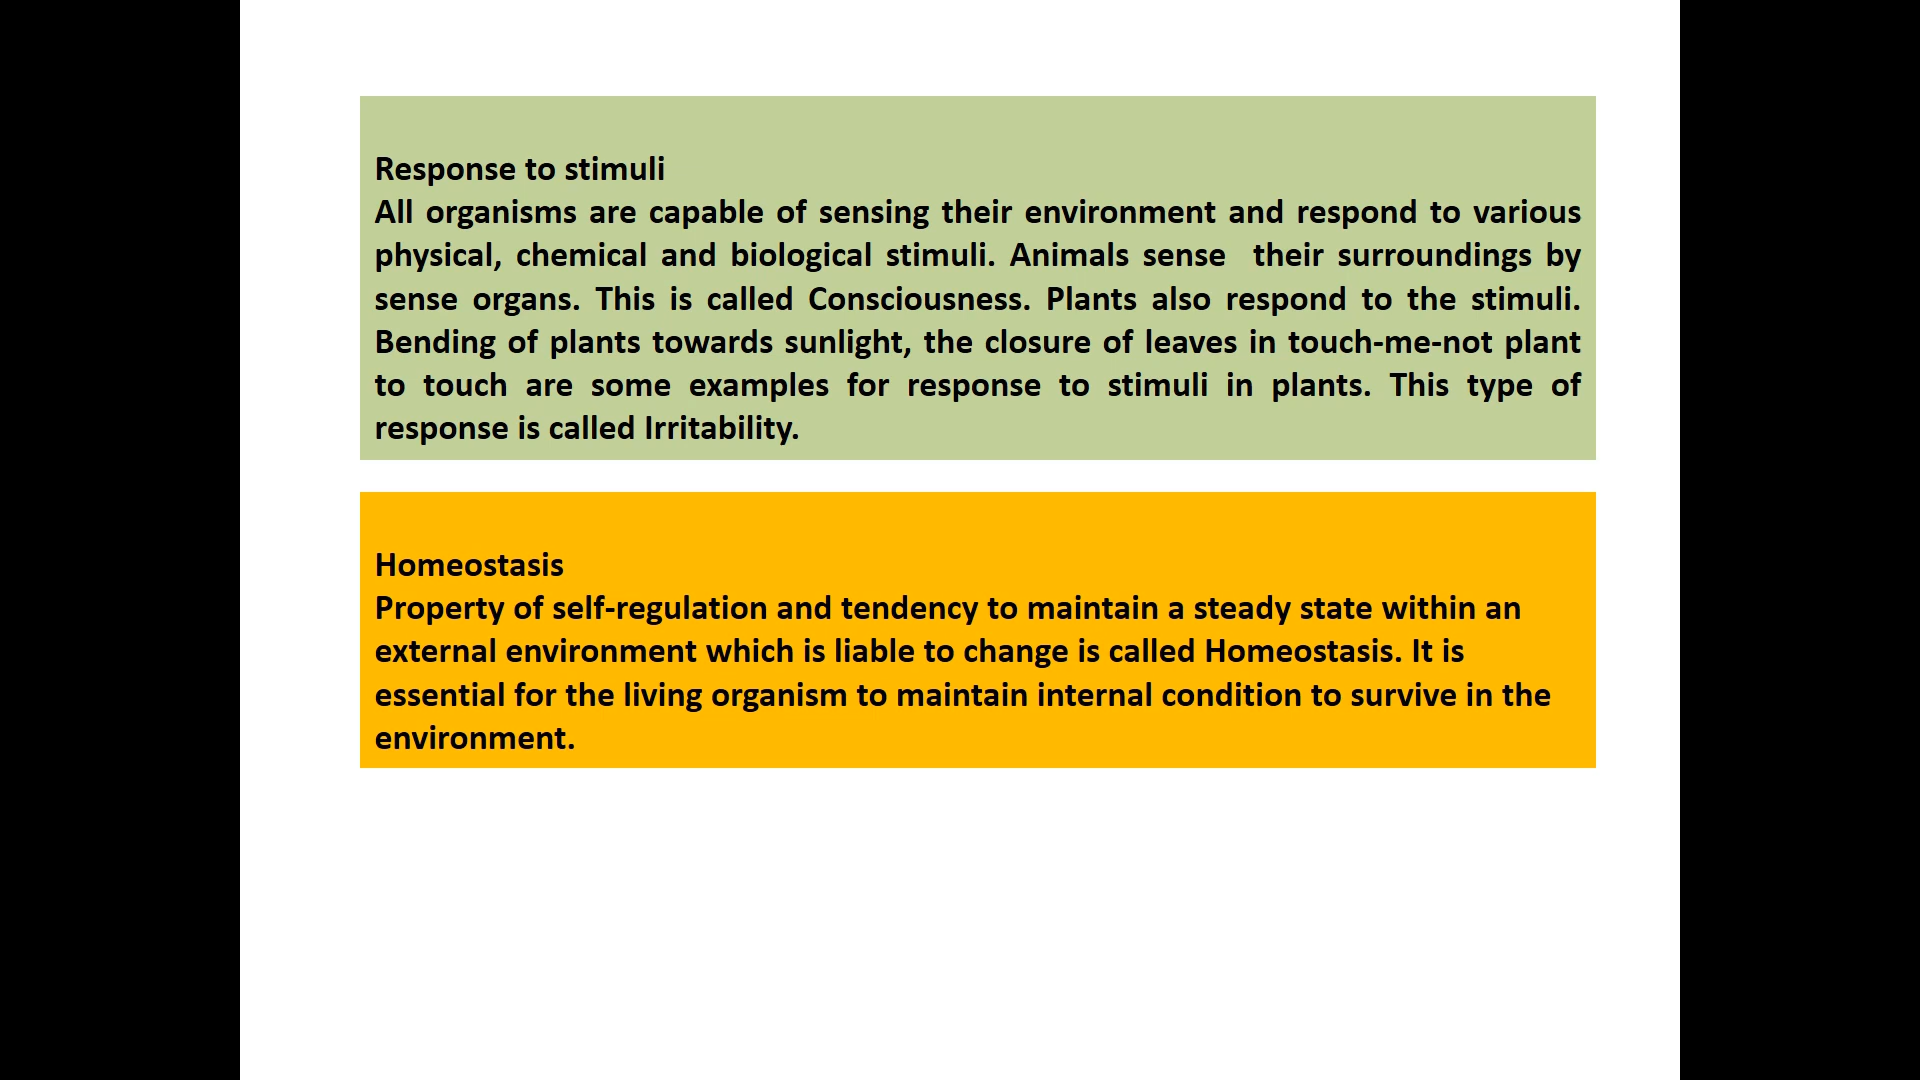 Response to stimuli
All organisms are capable of sensing their environment and respond to various
physical, chemical and biological stimuli. Animals sense  their surroundings by
sense organs. This is called Consciousness. Plants also respond to the stimuli.
Bending of plants towards sunlight, the closure of leaves in touch-me-not plant
to touch are some examples for response to stimuli in plants. This type of
response is called Irritability.
Homeostasis
Property of self-regulation and tendency to maintain a steady state within an
external environment which is liable to change is called Homeostasis. It is
essential for the living organism to maintain internal condition to survive in the
environment.